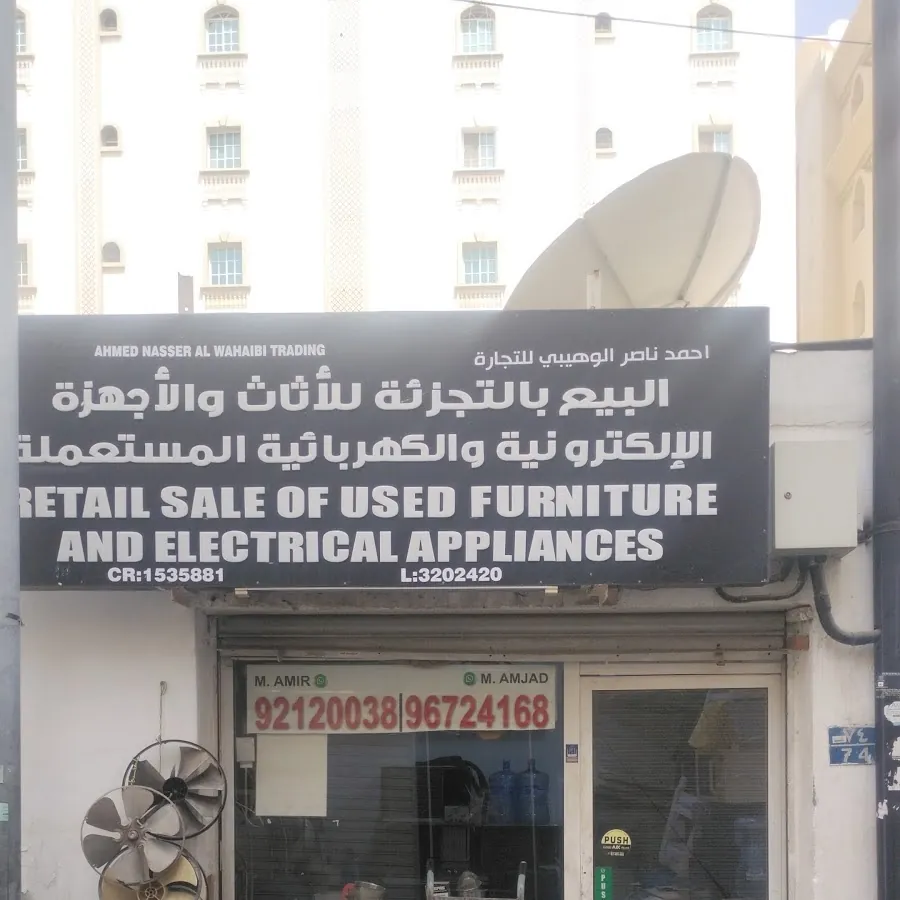 AHMED NASSER AL WAHAIBI TRADING
احمد ناصر الوهيبي للتجارة
البيع بالتجزئة للأثاث والأجهزة
الإلكترونية والكهربائية المستعملة
RETAIL SALE OF USED FURNITURE
AND ELECTRICAL APPLIANCES
CR:1535881 L:3202420
M. AMIR M. AMJAD
92120038 96724168
٧٤
74
PUSH